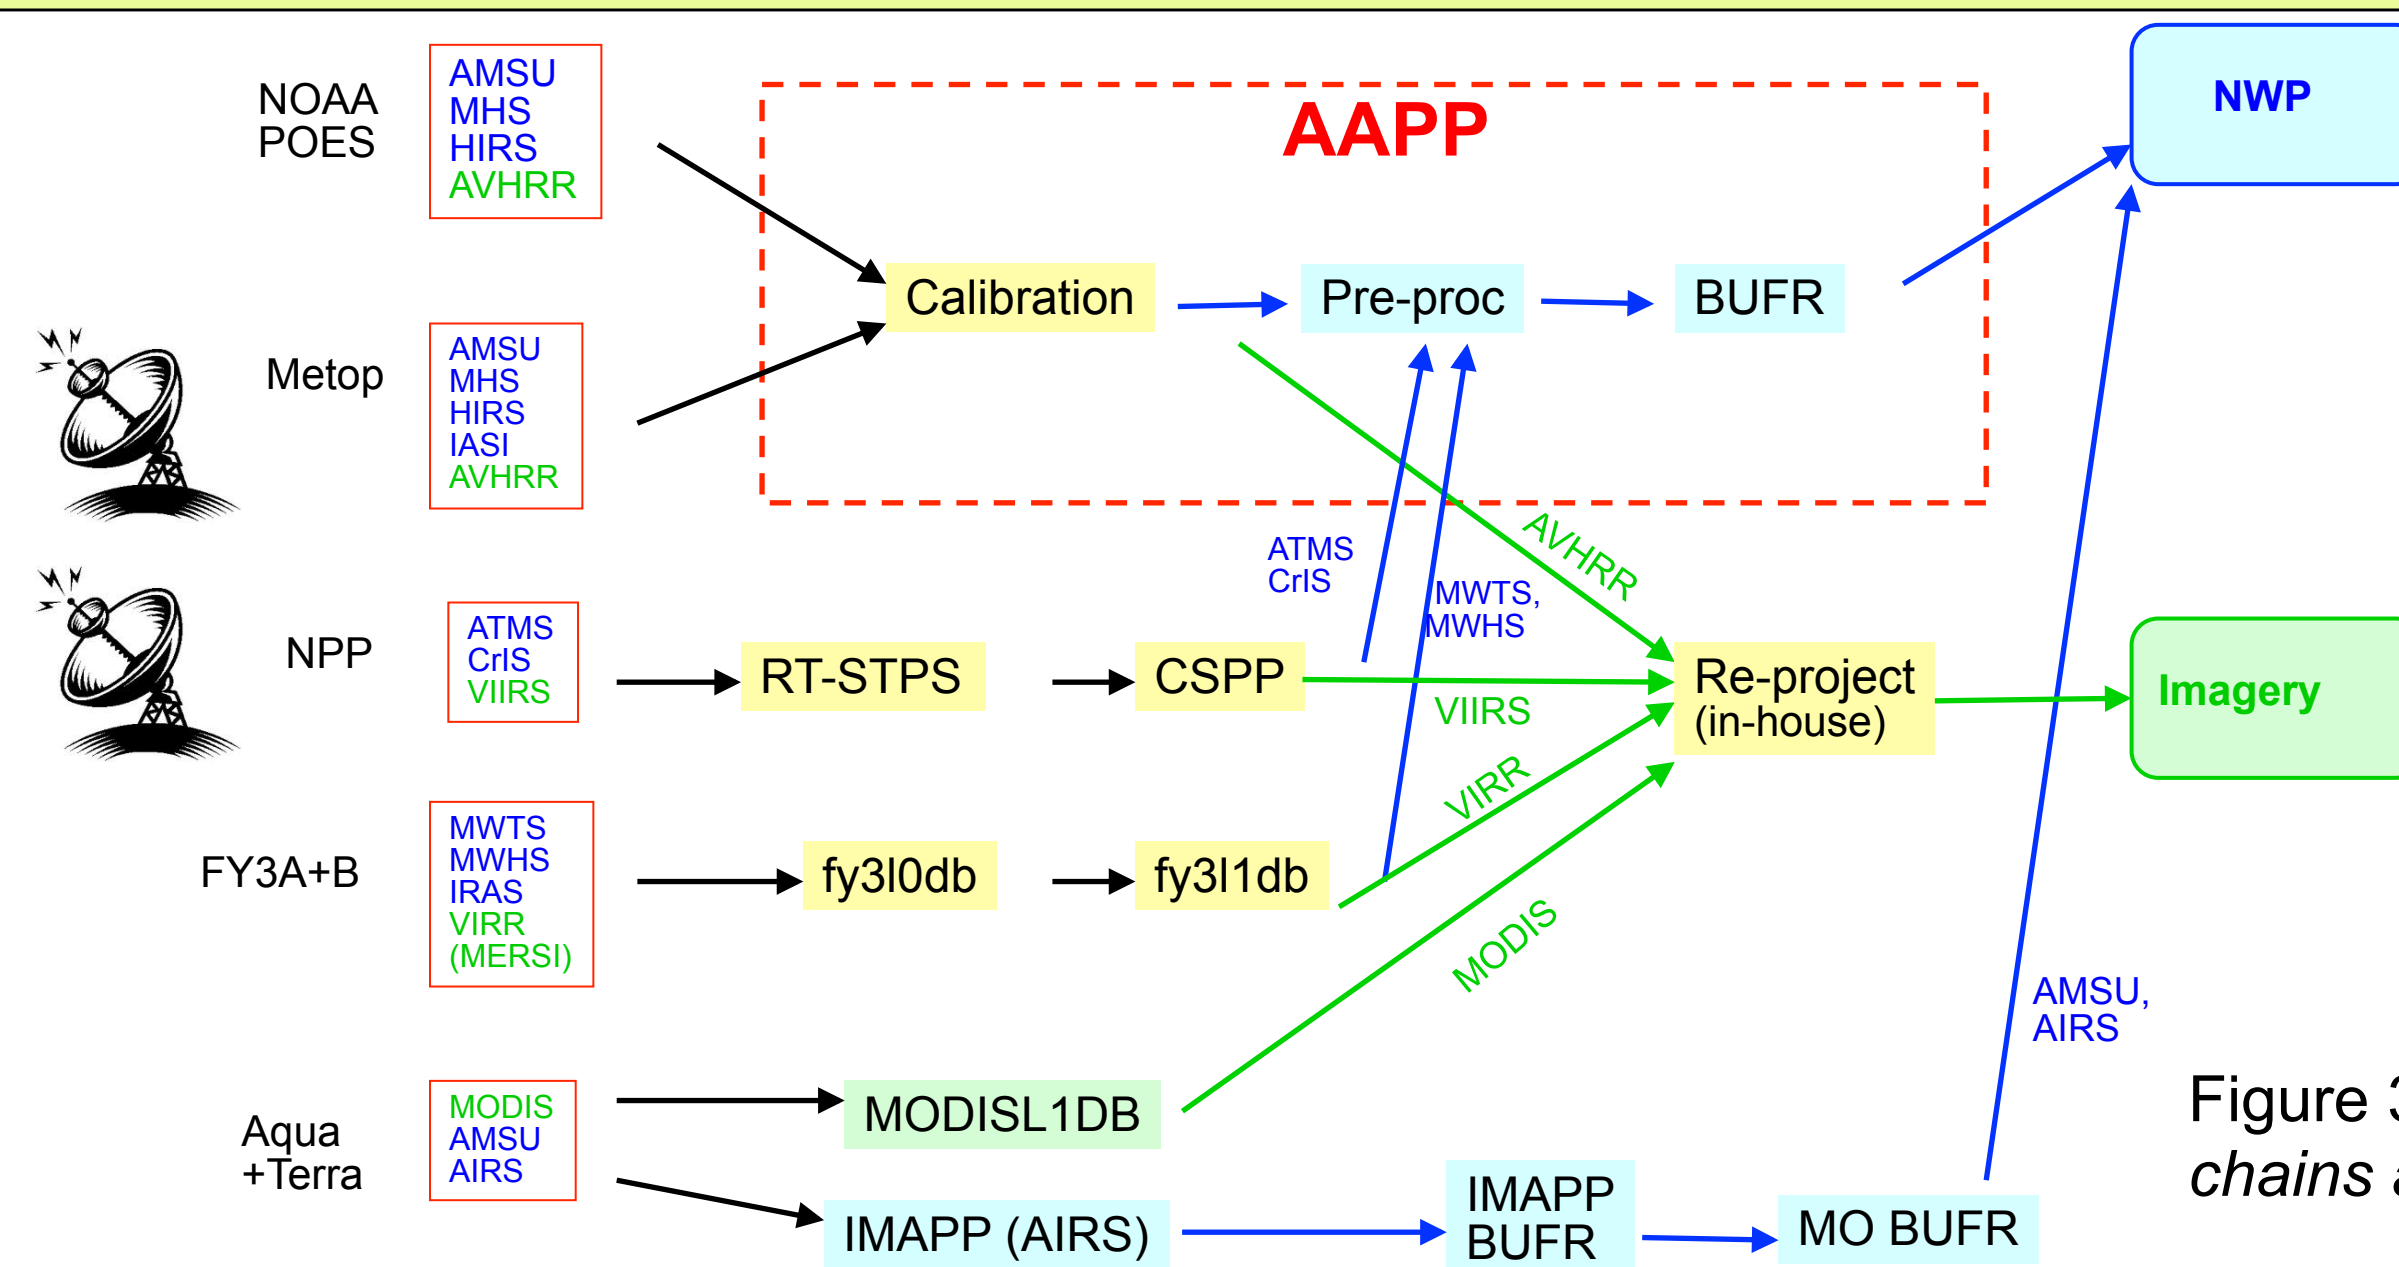 NOAA
POES
AMSU
MHS
HIRS
AVHRR
AAPP
NWP
Calibration
Pre-proc
BUFR
Metop
AMSU
MHS
HIRS
IASI
AVHRR
ATMS
CrIS
MWTS,
MWHS
AVHRR
NPP
ATMS
CrIS
VIIRS
RT-STPS
CSPP
VIIRS
Re-project
(in-house)
Imagery
FY3A+B
MWTS
MWHS
IRAS
VIRR
(MERSI)
fy3l0db
fy3l1db
VIRR
MODIS
AMSU,
AIRS
Aqua
+Terra
MODIS
AMSU
AIRS
MODISL1DB
IMAPP (AIRS)
IMAPP
BUFR
MO BUFR
Figure
chains